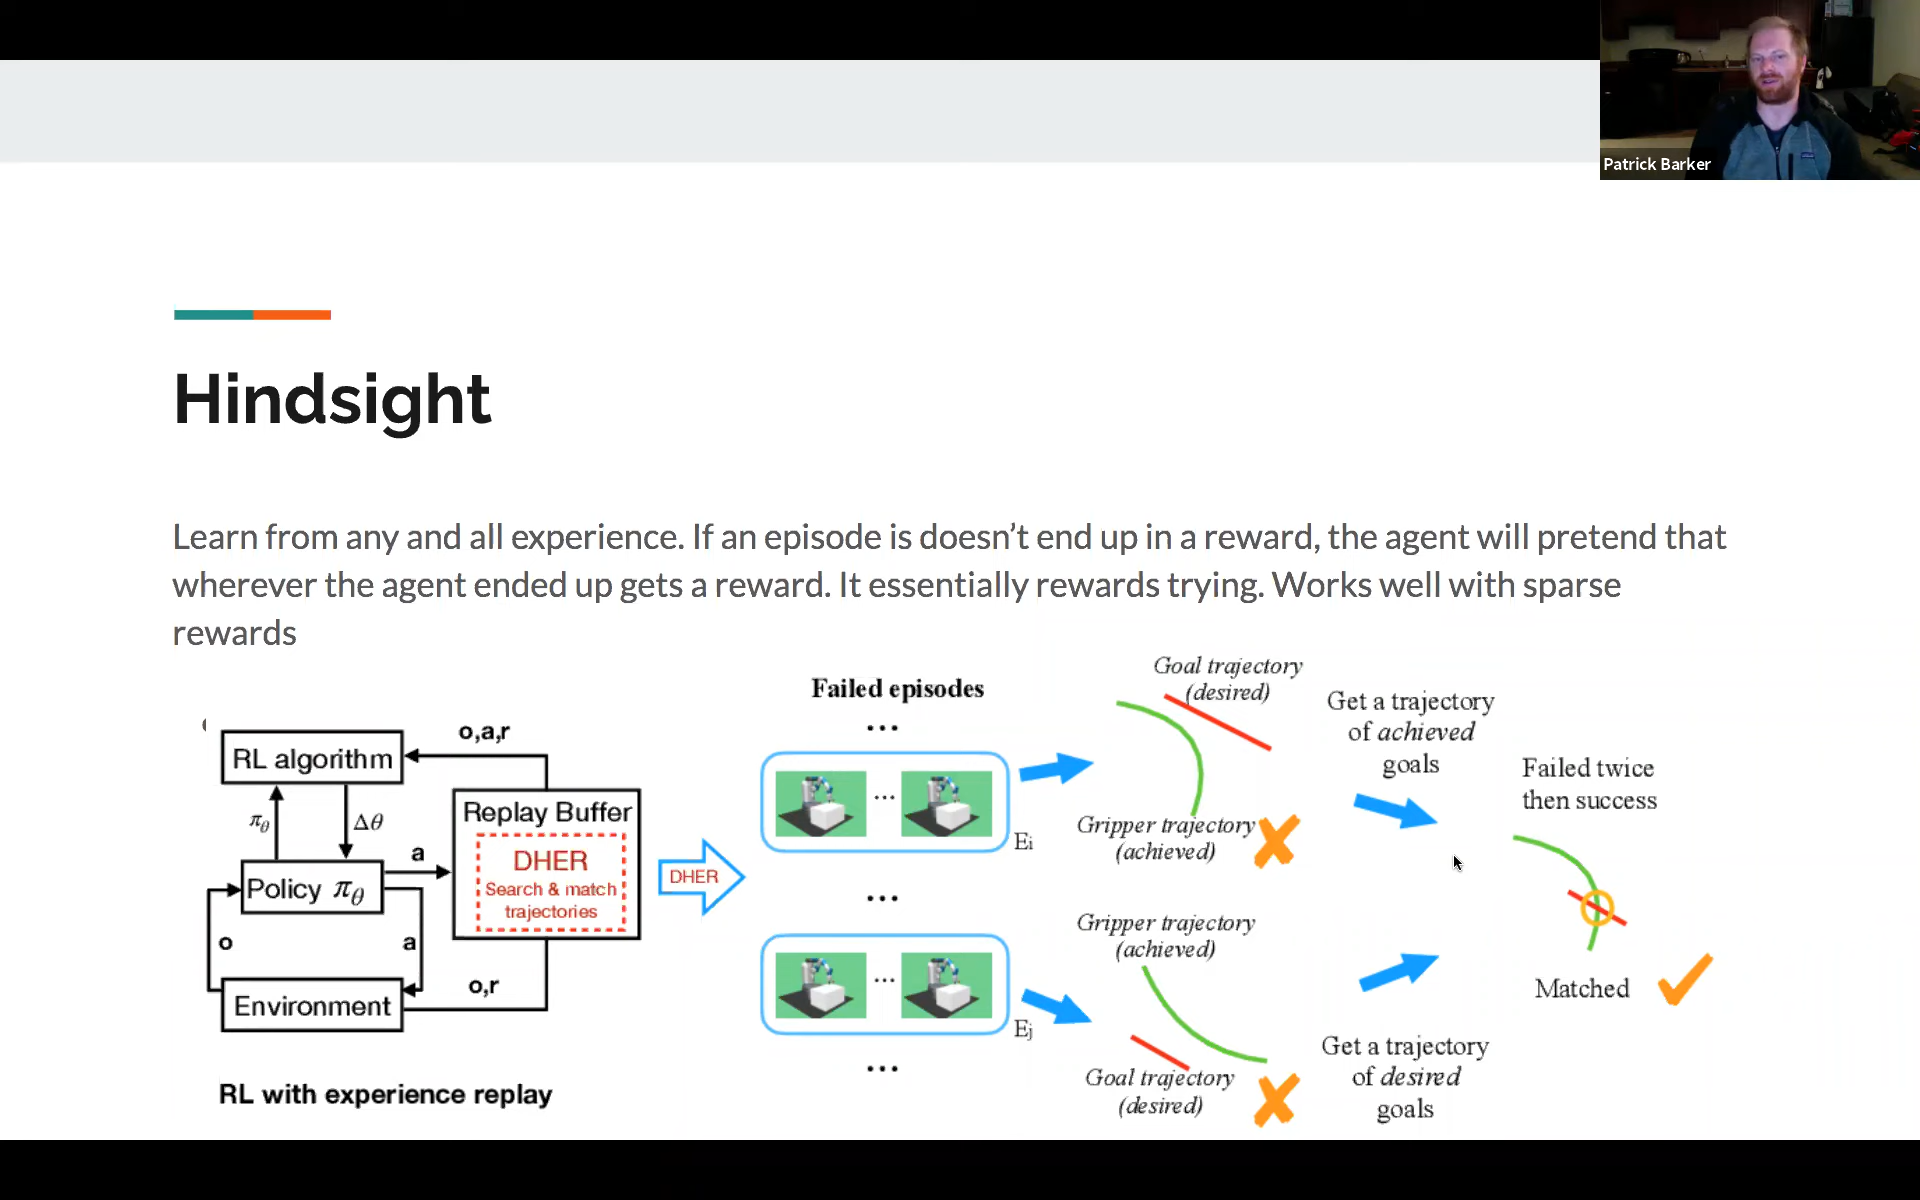 Patrick Barker
Hindsight
Learn from any and all experience. If an episode is doesn’t end up in a reward, the agent will pretend that
wherever the agent ended up gets a reward. It essentially rewards trying. Works well with sparse
rewards
RL algorithm
o,a,r
πθ
Δθ
Policy πθ
a
o
a
Environment
o,r
Replay Buffer
DHER
Search & match
trajectories
RL with experience replay
DHER
Failed episodes
...
...
Ei
...
...
Ej
...
Goal trajectory
(desired)
Gripper trajectory
(achieved)
Gripper trajectory
(achieved)
Goal trajectory
(desired)
Get a trajectory
of achieved
goals
Get a trajectory
of desired
goals
Failed twice
then success
Matched